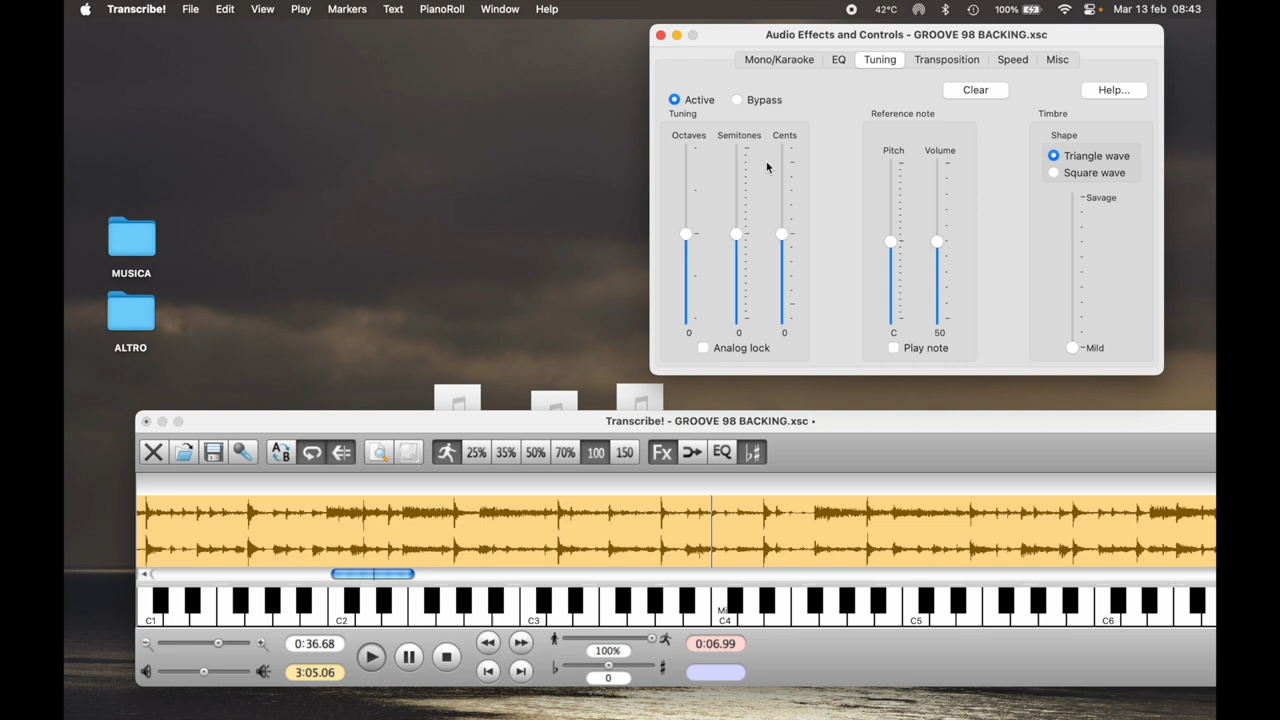 Transcribe! File Edit View Play Markers Text PianoRoll Window Help 42°C 100% Mar 13 feb 08:43
Audio Effects and Controls - GROOVE 98 BACKING.xsc
Mono/Karaoke EQ Tuning Transposition Speed Misc
Active Bypass Clear Help...
Tuning Reference note Timbre
Octaves Semitones Cents Shape
Pitch Volume Triangle wave
Square wave
Savage
0 0 0 C 50
Analog lock Play note Mild
MUSICA
ALTRO
Transcribe! - GROOVE 98 BACKING.xsc •
A B 25% 35% 50% 70% 100 150 Fx EQ ♭♯
C1 C2 C3 C4 C5 C6
0:36.68 100% 0:06.99
3:05.06 ♭ ♯ 0